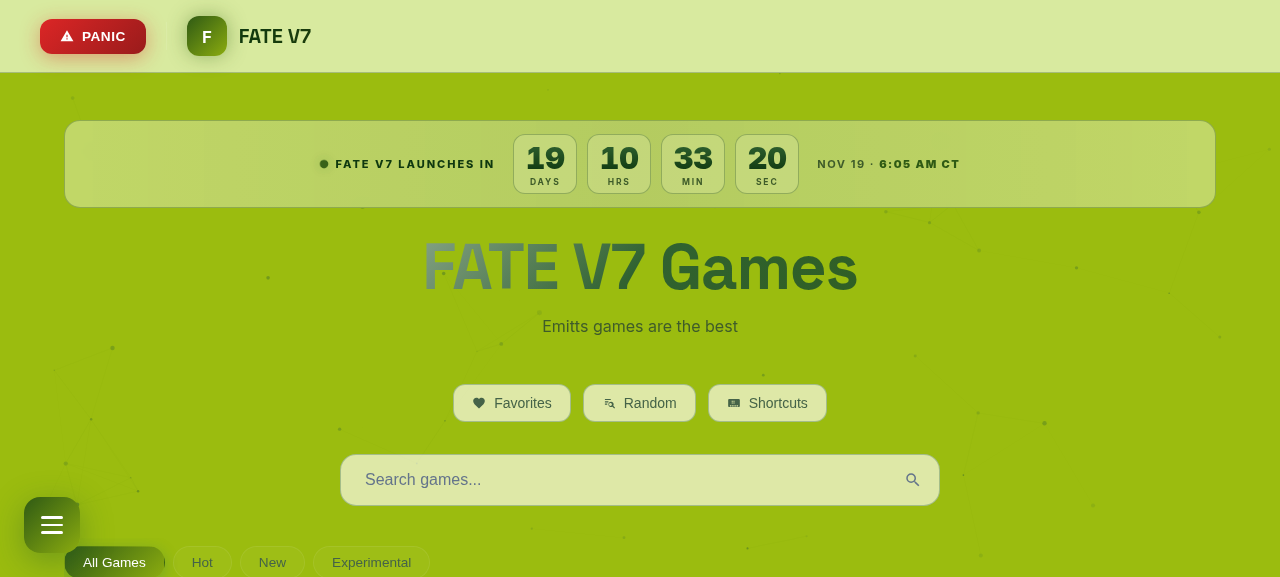 PANIC
F
FATE V7
FATE V7 LAUNCHES IN
19 DAYS
10 HRS
33 MIN
20 SEC
NOV 19 · 6:05 AM CT
FATE V7 Games
Emitts games are the best
Favorites
Random
Shortcuts
Search games...
All Games
Hot
New
Experimental